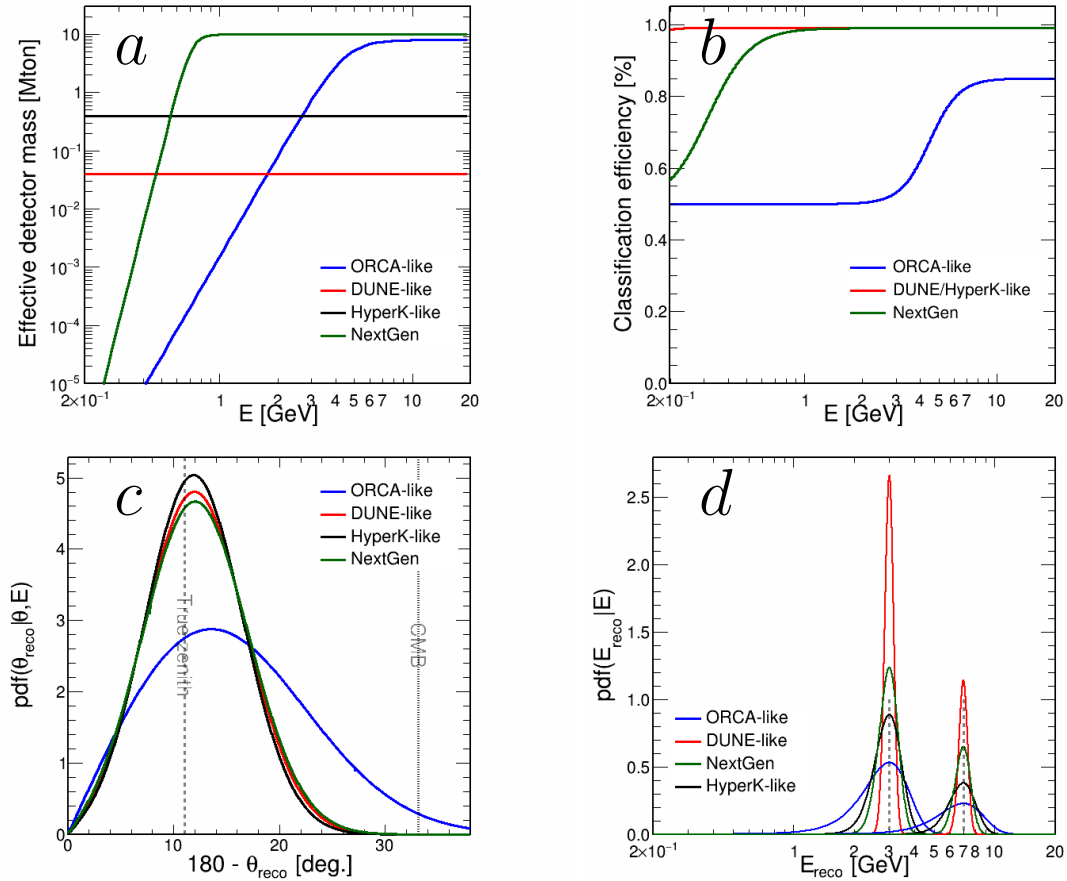 a
Effective detector mass [Mton]
10
1
10⁻¹
10⁻²
10⁻³
10⁻⁴
10⁻⁵
ORCA-like
DUNE-like
HyperK-like
NextGen
2×10⁻¹ 1 2 3 4 5 6 7 10 20
E [GeV]
b
Classification efficiency [%]
1.0
0.8
0.6
0.4
0.2
0.0
ORCA-like
DUNE/HyperK-like
NextGen
2×10⁻¹ 1 2 3 4 5 6 7 10 20
E [GeV]
c
pdf(θreco|θ,E)
5
4
3
2
1
0
ORCA-like
DUNE-like
HyperK-like
NextGen
True zenith
CMB
0 10 20 30
180 - θreco [deg.]
d
pdf(Ereco|E)
2.5
2.0
1.5
1.0
0.5
0.0
ORCA-like
DUNE-like
NextGen
HyperK-like
2×10⁻¹ 1 2 3 4 5 6 7 8 10 20
Ereco [GeV]